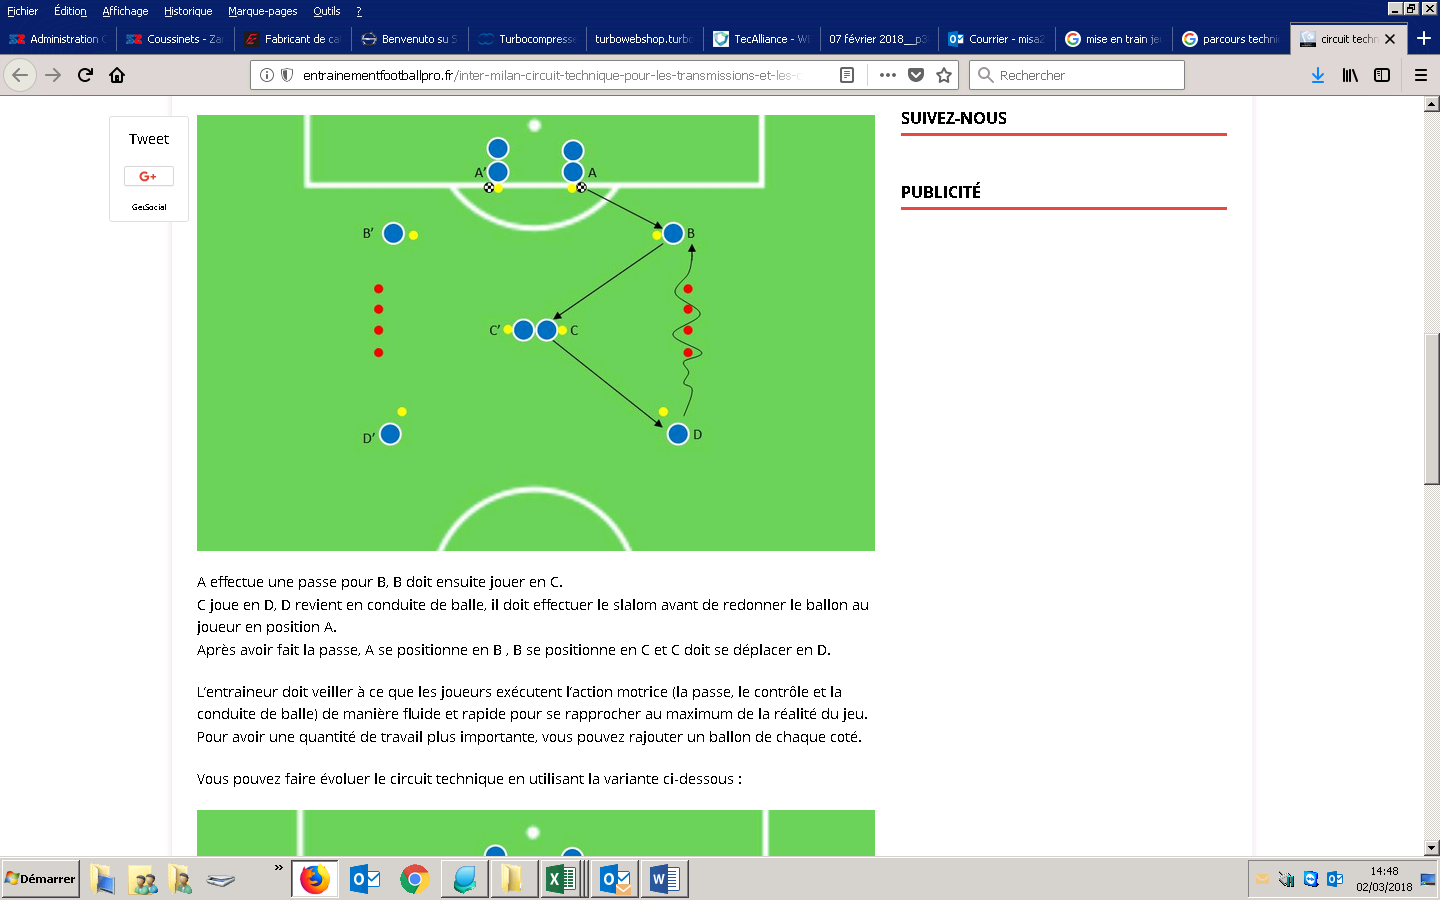 Fichier Édition Affichage Historique Marque-pages Outils ?
Administration Coussinets - Za Fabricant de ca Benvenuto su S Turbocompresse turbowebshop.turbo TecAlliance - W 07 février 2018__p3 Courrier - misa2 mise en train je parcours techni circuit techn
entrainementfootballpro.fr/inter-milan-circuit-technique-pour-les-transmissions-et-les-c
Rechercher
Tweet
G+
GetSocial
SUIVEZ-NOUS
PUBLICITÉ
A' A
B' B
C' C
D' D
A effectue une passe pour B, B doit ensuite jouer en C.
C joue en D, D revient en conduite de balle, il doit effectuer le slalom avant de redonner le ballon au
joueur en position A.
Après avoir fait la passe, A se positionne en B , B se positionne en C et C doit se déplacer en D.
L'entraineur doit veiller à ce que les joueurs exécutent l'action motrice (la passe, le contrôle et la
conduite de balle) de manière fluide et rapide pour se rapprocher au maximum de la réalité du jeu.
Pour avoir une quantité de travail plus importante, vous pouvez rajouter un ballon de chaque coté.
Vous pouvez faire évoluer le circuit technique en utilisant la variante ci-dessous :
Démarrer
14:48
02/03/2018